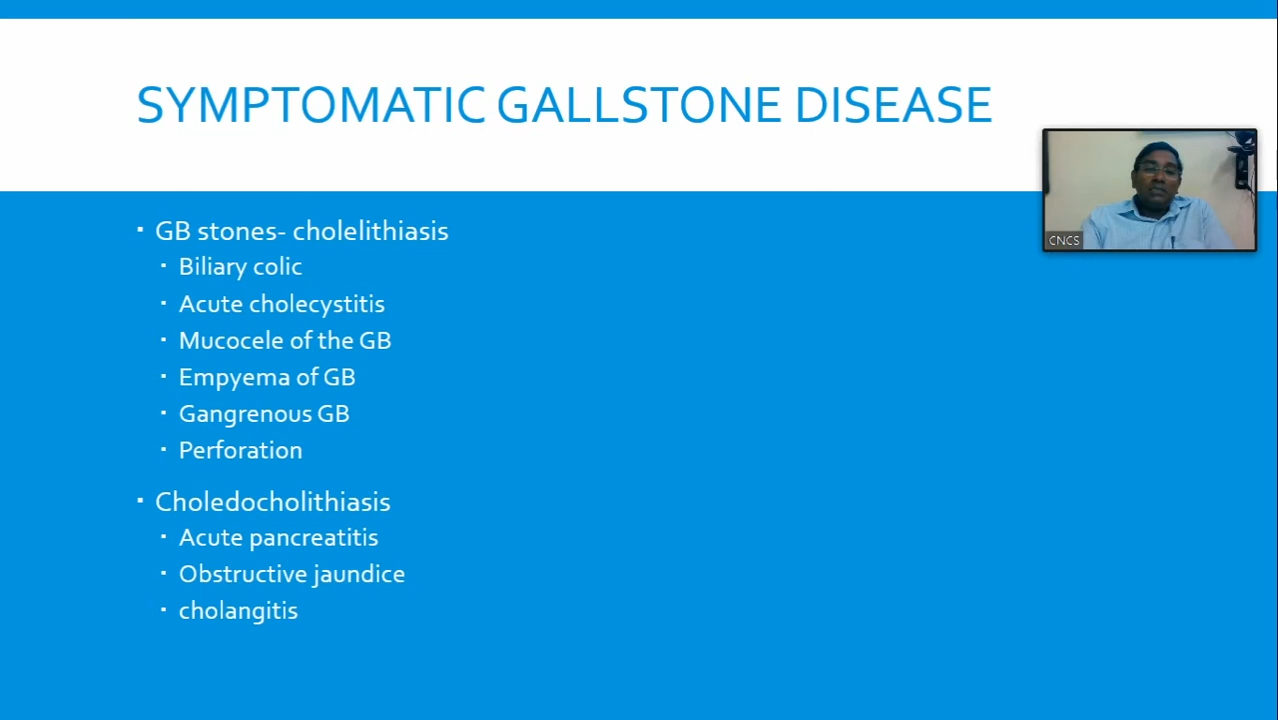 SYMPTOMATIC GALLSTONE DISEASE
CNCS
▪ GB stones- cholelithiasis
▪ Biliary colic
▪ Acute cholecystitis
▪ Mucocele of the GB
▪ Empyema of GB
▪ Gangrenous GB
▪ Perforation
▪ Choledocholithiasis
▪ Acute pancreatitis
▪ Obstructive jaundice
▪ cholangitis